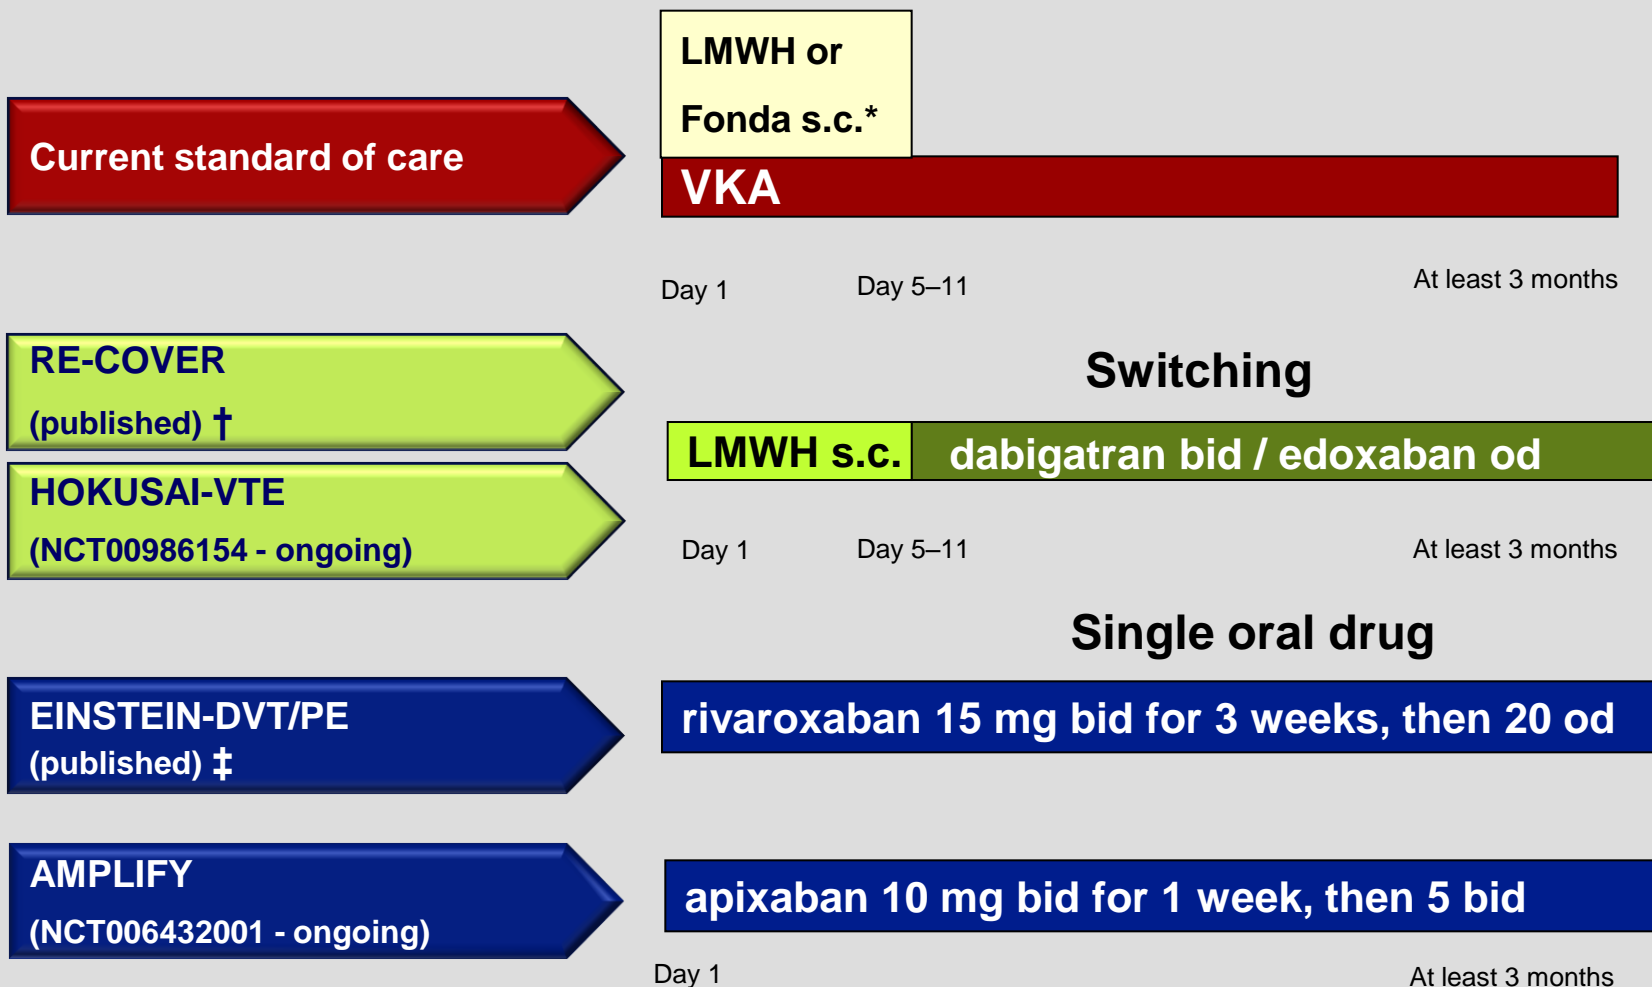 LMWH or
Fonda s.c.*
Current standard of care
VKA
Day 1
Day 5–11
At least 3 months
RE-COVER
(published) †
Switching
LMWH s.c.
dabigatran bid / edoxaban od
HOKUSAI-VTE
(NCT00986154 - ongoing)
Day 1
Day 5–11
At least 3 months
Single oral drug
EINSTEIN-DVT/PE
(published) ‡
rivaroxaban 15 mg bid for 3 weeks, then 20 od
AMPLIFY
(NCT006432001 - ongoing)
apixaban 10 mg bid for 1 week, then 5 bid
Day 1
At least 3 months